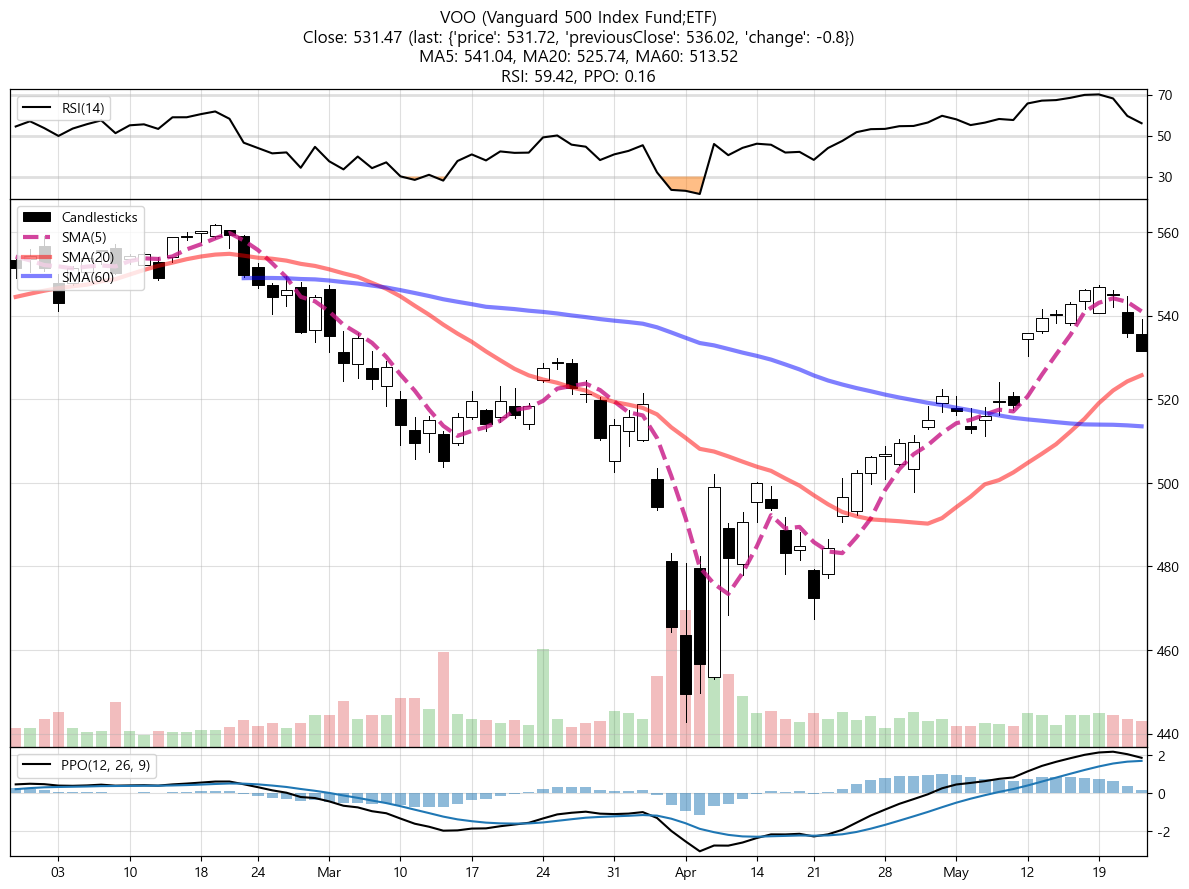 VOO (Vanguard 500 Index Fund;ETF)
Close: 531.47 (last: {'price': 531.72, 'previousClose': 536.02, 'change': -0.8})
MA5: 541.04, MA20: 525.74, MA60: 513.52
RSI: 59.42, PPO: 0.16
RSI(14)
70
50
30
Candlesticks
SMA(5)
SMA(20)
SMA(60)
560
540
520
500
480
460
440
PPO(12, 26, 9)
2
0
-2
03 10 18 24 Mar 10 17 24 31 Apr 14 21 28 May 12 19